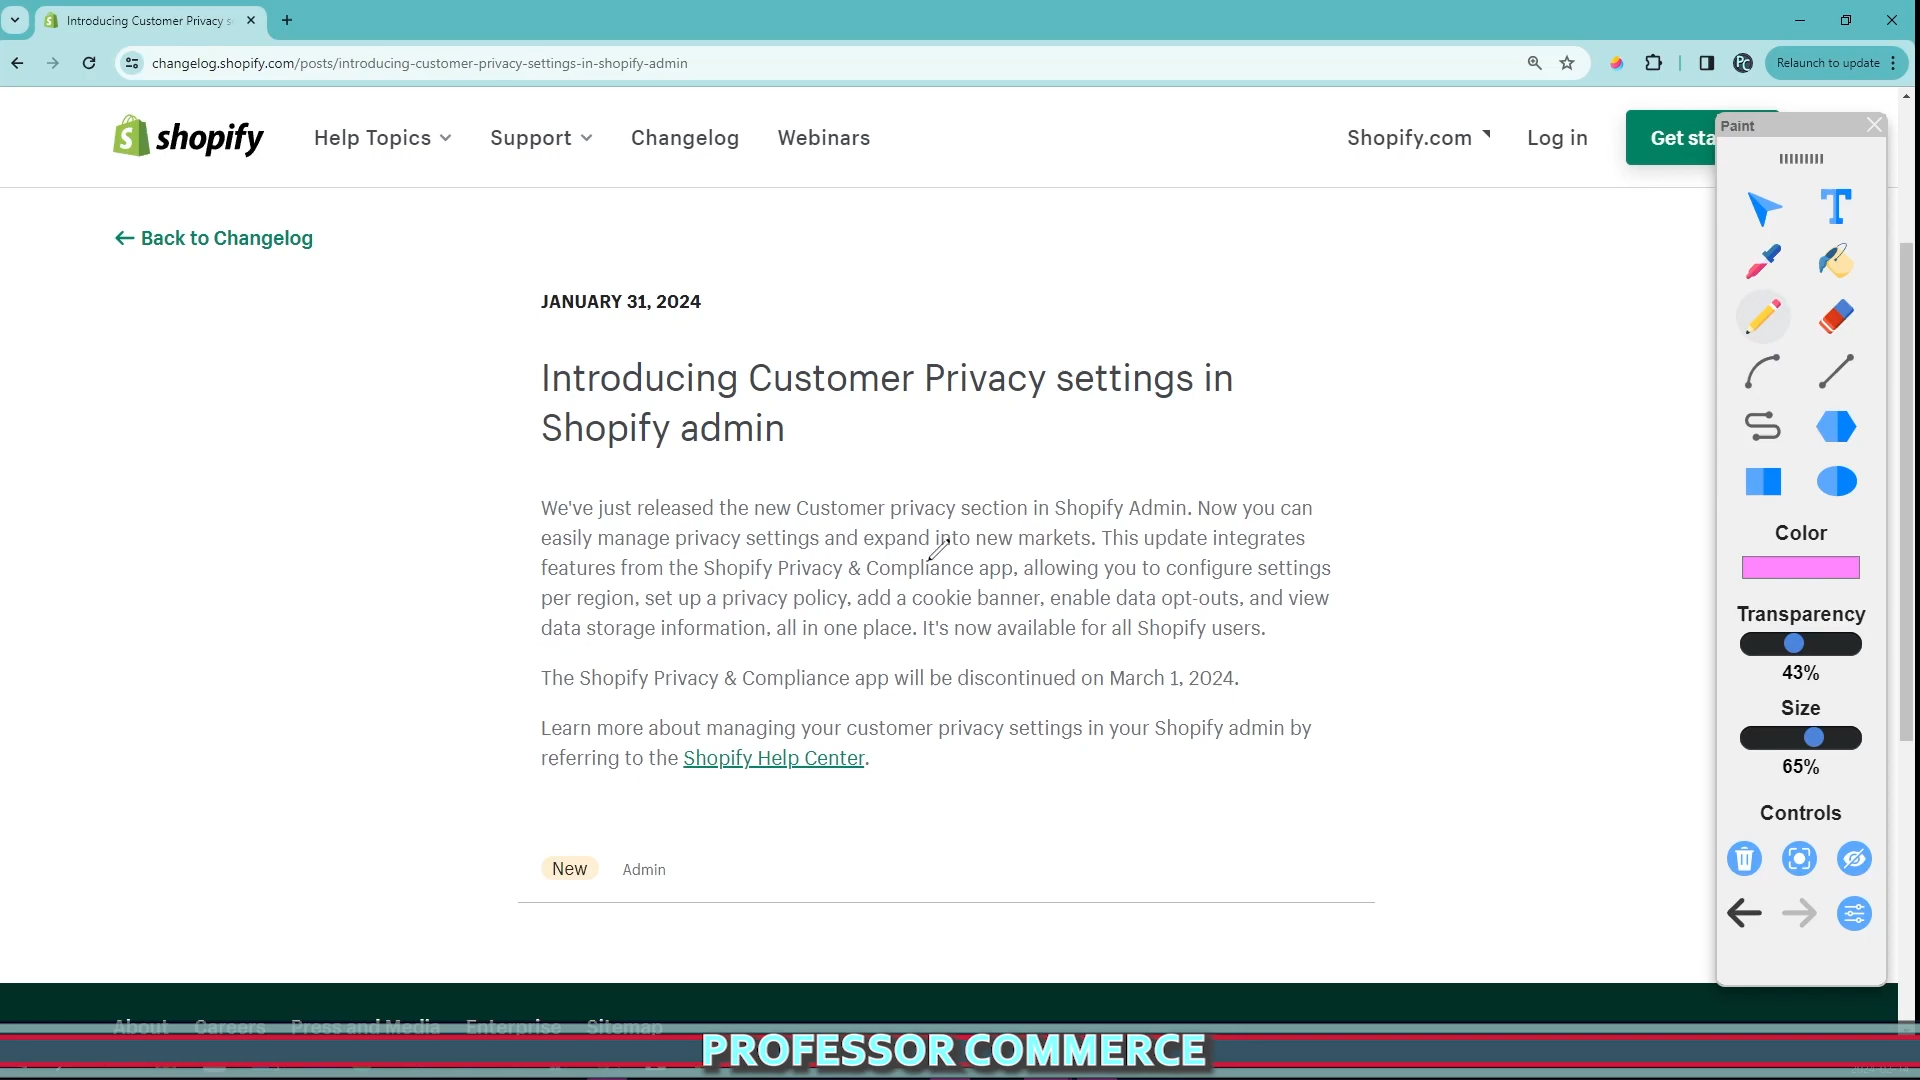 Introducing Customer Privacy s
changelog.shopify.com/posts/introducing-customer-privacy-settings-in-shopify-admin
PC
Relaunch to update
shopify
Help Topics
Support
Changelog
Webinars
Shopify.com
Log in
Get sta
Paint
← Back to Changelog
JANUARY 31, 2024
Introducing Customer Privacy settings in
Shopify admin
We've just released the new Customer privacy section in Shopify Admin. Now you can
easily manage privacy settings and expand into new markets. This update integrates
features from the Shopify Privacy & Compliance app, allowing you to configure settings
per region, set up a privacy policy, add a cookie banner, enable data opt-outs, and view
data storage information, all in one place. It's now available for all Shopify users.
The Shopify Privacy & Compliance app will be discontinued on March 1, 2024.
Learn more about managing your customer privacy settings in your Shopify admin by
referring to the Shopify Help Center.
New
Admin
Color
Transparency
43%
Size
65%
Controls
About
Careers
Press and Media
Enterprise
Sitemap
PROFESSOR COMMERCE